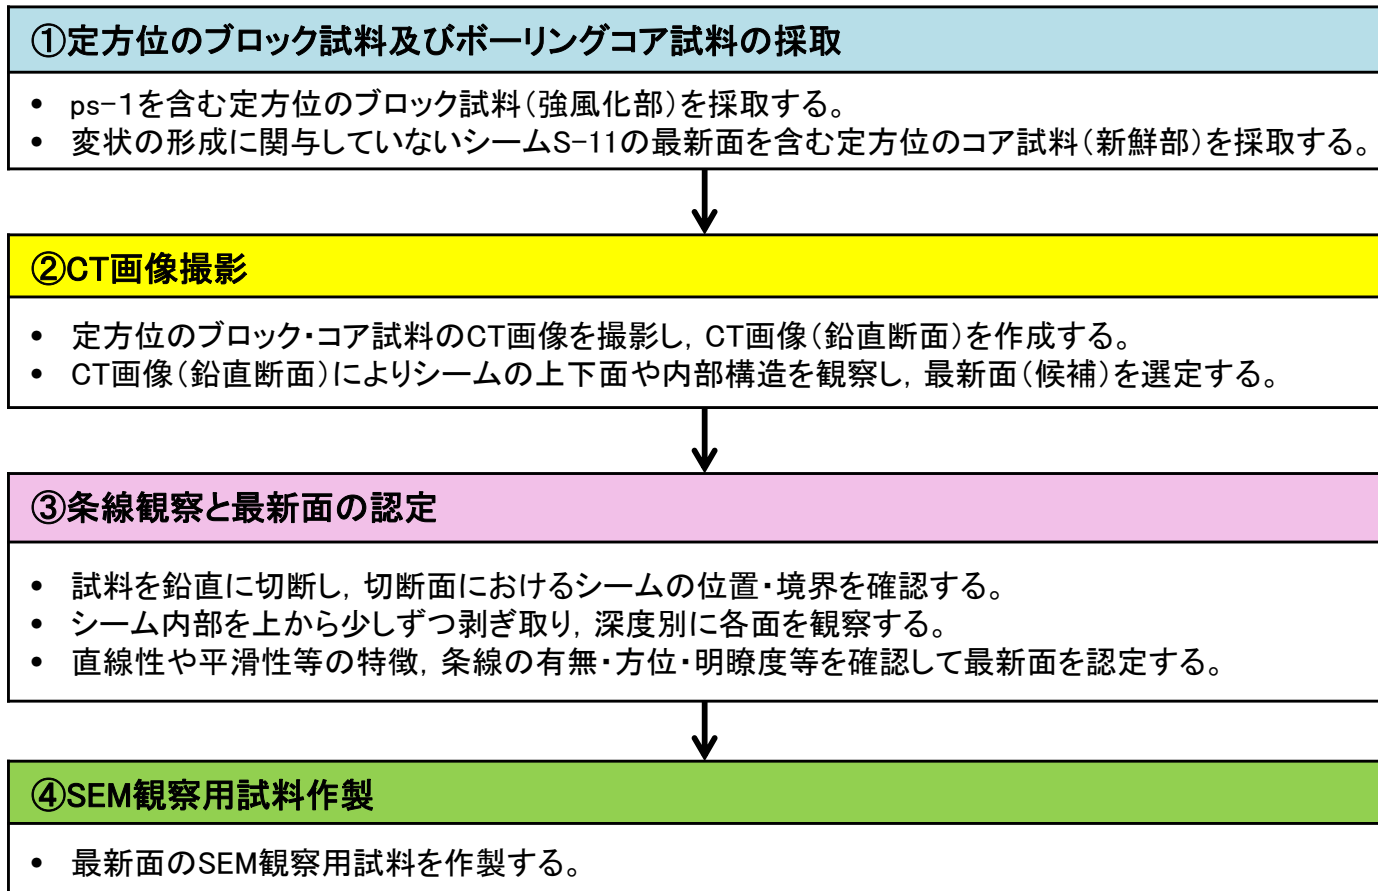 ①定方位のブロック試料及びボーリングコア試料の採取
• ps-1を含む定方位のブロック試料(強風化部)を採取する。
• 変状の形成に関与していないシームS-11の最新面を含む定方位のコア試料(新鮮部)を採取する。
②CT画像撮影
• 定方位のブロック・コア試料のCT画像を撮影し, CT画像(鉛直断面)を作成する。
• CT画像(鉛直断面)によりシームの上下面や内部構造を観察し, 最新面(候補)を選定する。
③条線観察と最新面の認定
• 試料を鉛直に切断し, 切断面におけるシームの位置・境界を確認する。
• シーム内部を上から少しずつ剥ぎ取り, 深度別に各面を観察する。
• 直線性や平滑性等の特徴, 条線の有無・方位・明瞭度等を確認して最新面を認定する。
④SEM観察用試料作製
• 最新面のSEM観察用試料を作製する。